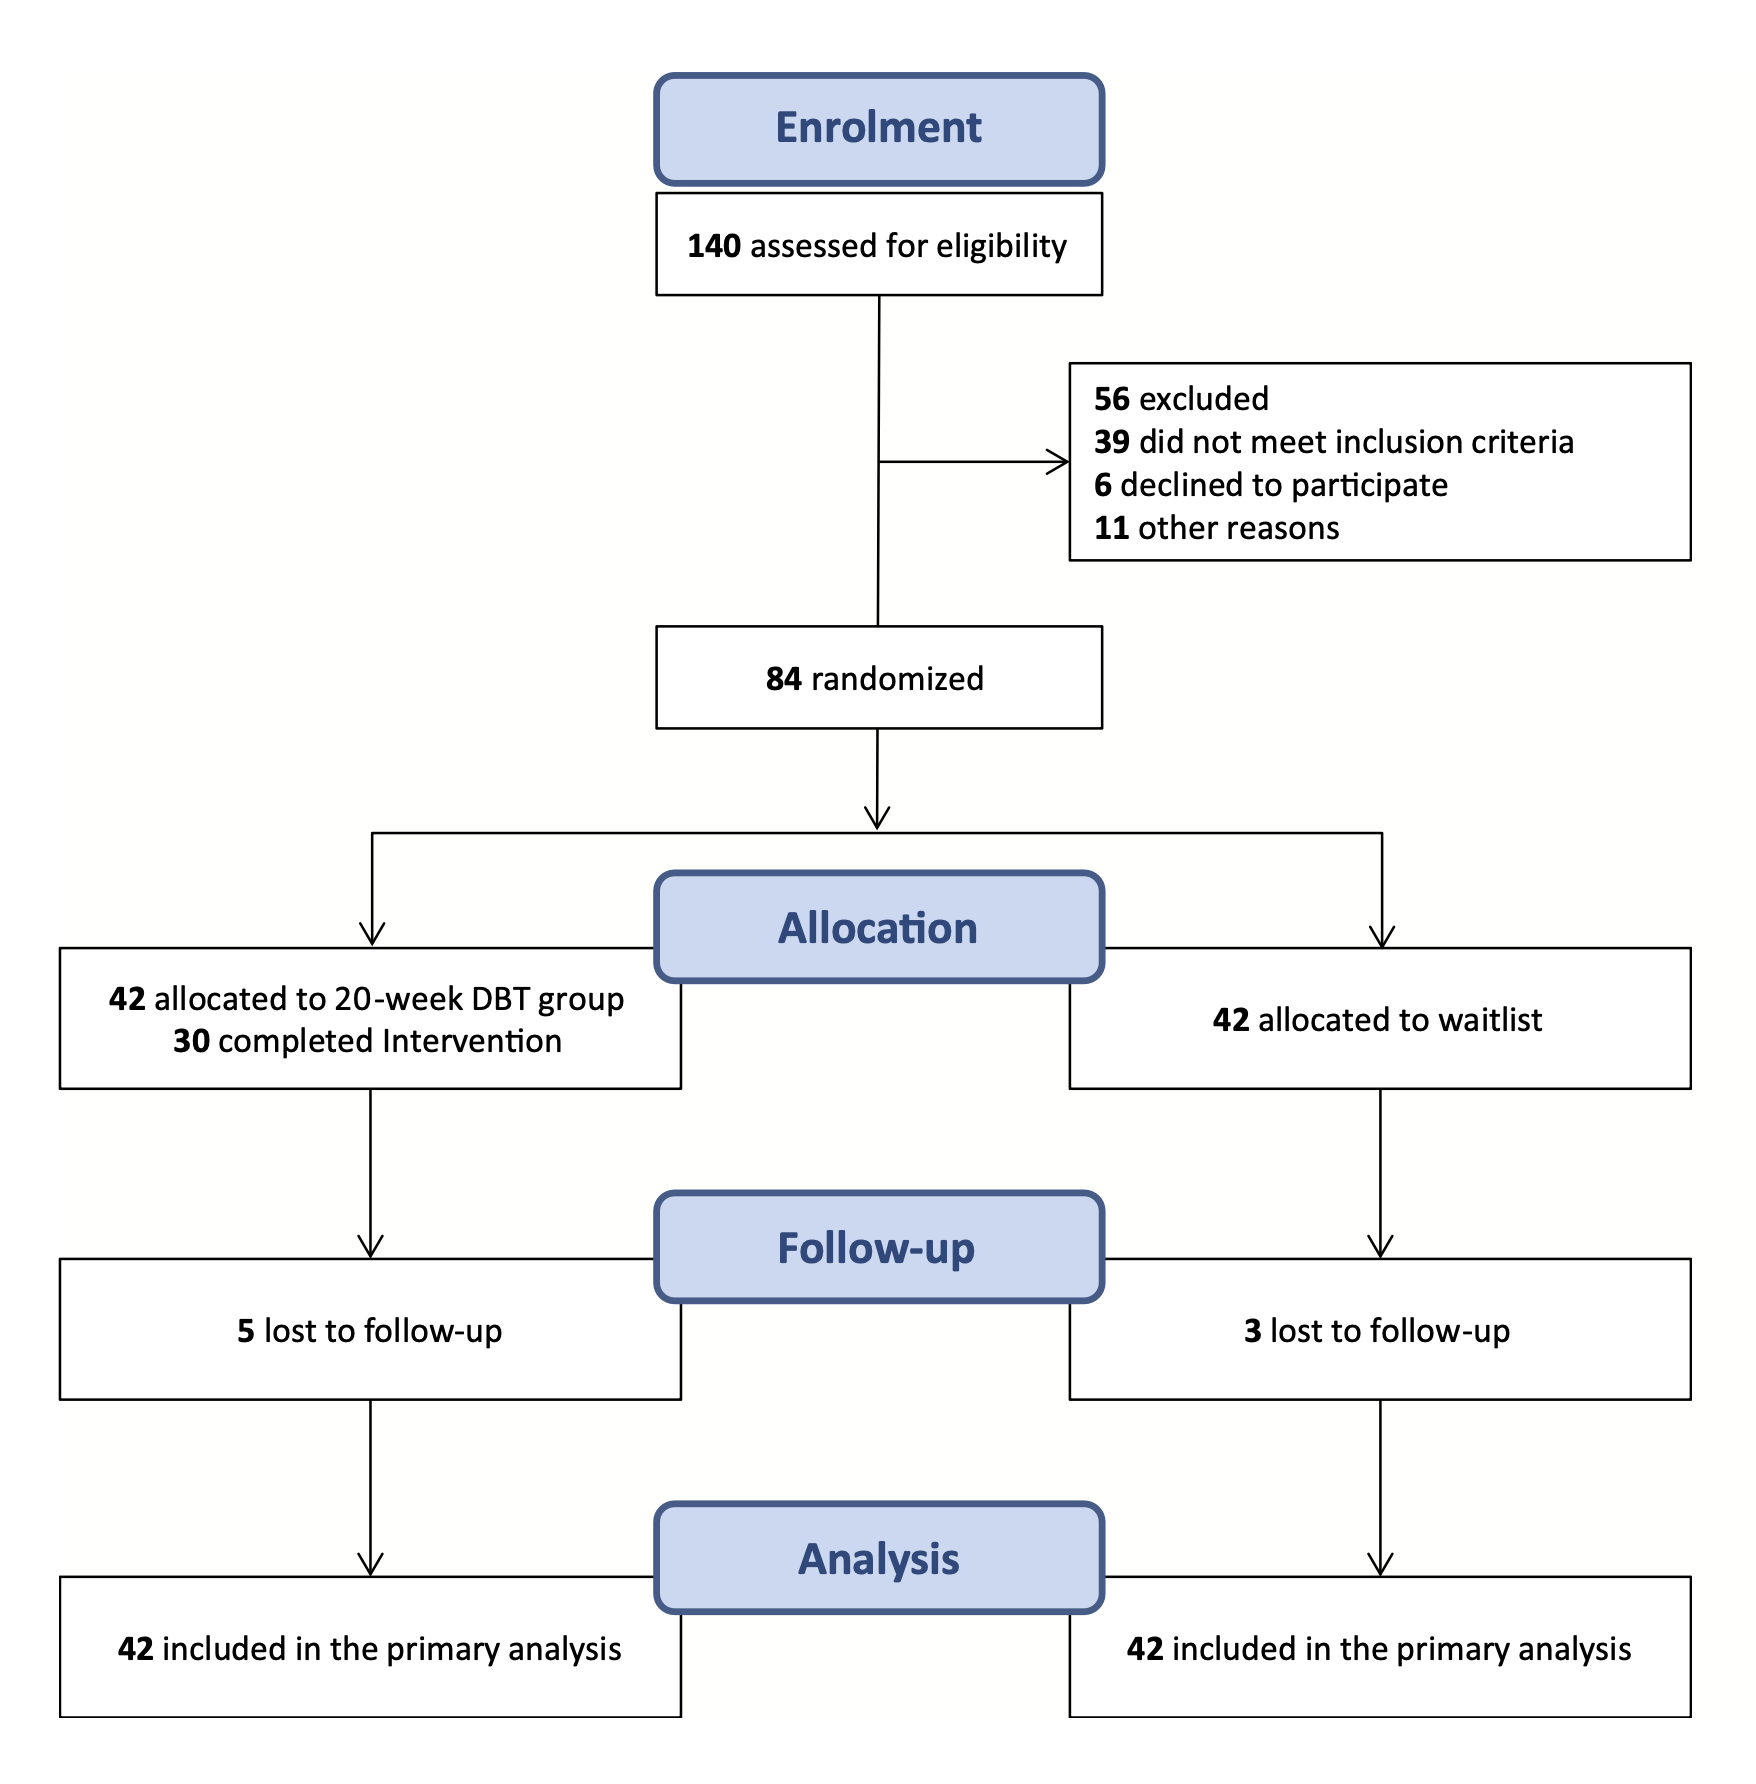 Enrolment
140 assessed for eligibility
56 excluded
39 did not meet inclusion criteria
6 declined to participate
11 other reasons
84 randomized
Allocation
42 allocated to 20-week DBT group
30 completed Intervention
42 allocated to waitlist
Follow-up
5 lost to follow-up
3 lost to follow-up
Analysis
42 included in the primary analysis
42 included in the primary analysis